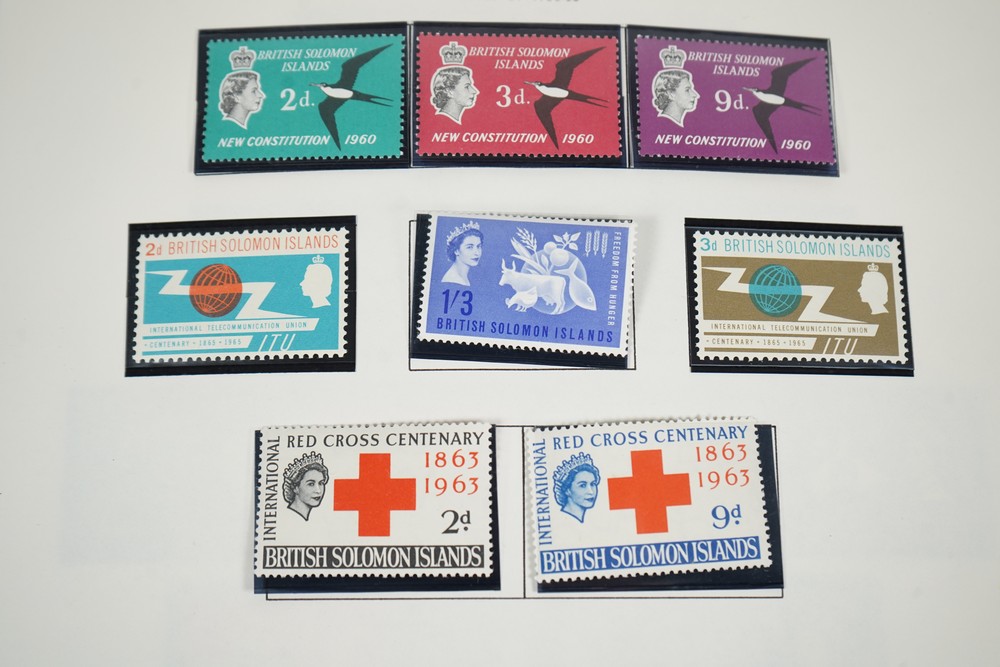 BRITISH SOLOMON
ISLANDS
2d.
NEW CONSTITUTION 1960
BRITISH SOLOMON
ISLANDS
3d.
NEW CONSTITUTION 1960
BRITISH SOLOMON
ISLANDS
9d.
NEW CONSTITUTION 1960
2d BRITISH SOLOMON ISLANDS
INTERNATIONAL TELECOMMUNICATION UNION
· CENTENARY · 1865 · 1965
ITU
FREEDOM FROM HUNGER
1/3
BRITISH SOLOMON ISLANDS
3d BRITISH SOLOMON ISLANDS
INTERNATIONAL TELECOMMUNICATION UNION
· CENTENARY · 1865 · 1965
ITU
INTERNATIONAL
RED CROSS CENTENARY
1863
1963
2d
BRITISH SOLOMON ISLANDS
INTERNATIONAL
RED CROSS CENTENARY
1863
1963
9d
BRITISH SOLOMON ISLANDS